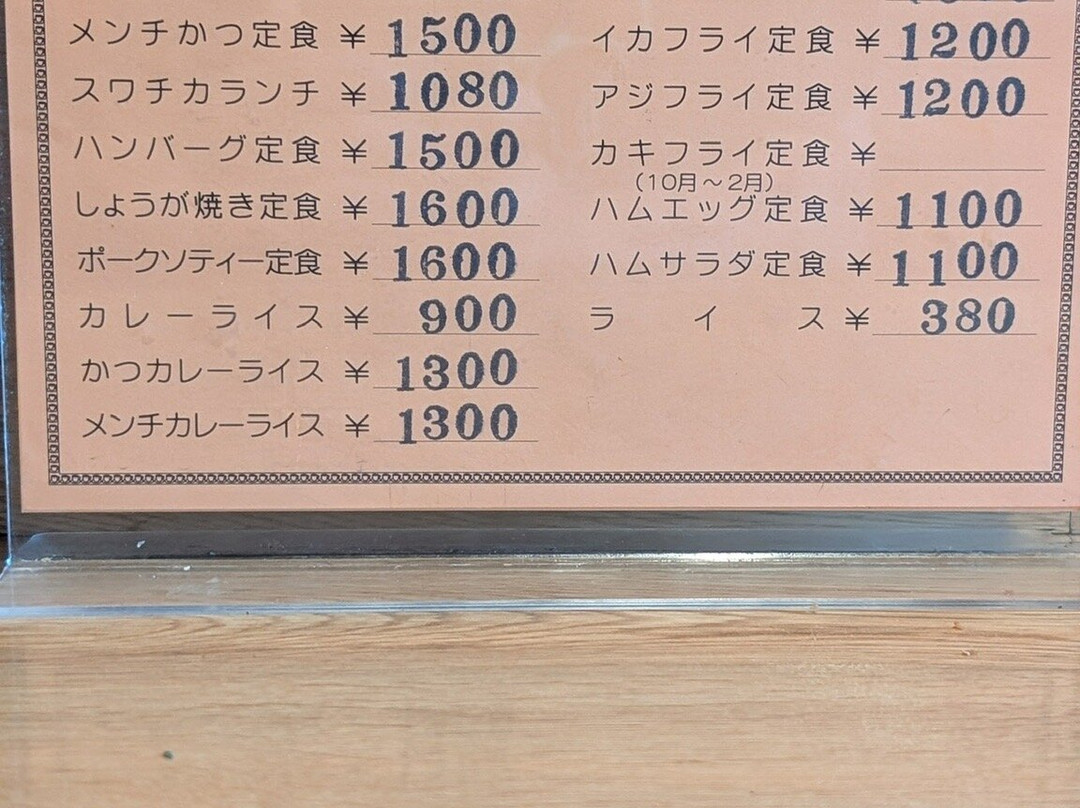 メンチかつ定食 ¥ 1500
スワチカランチ ¥ 1080
ハンバーグ定食 ¥ 1500
しょうが焼き定食 ¥ 1600
ポークソティー定食 ¥ 1600
カレーライス ¥ 900
かつカレーライス ¥ 1300
メンチカレーライス ¥ 1300
イカフライ定食 ¥ 1200
アジフライ定食 ¥ 1200
カキフライ定食 ¥
(10月～2月)
ハムエッグ定食 ¥ 1100
ハムサラダ定食 ¥ 1100
ライス ¥ 380